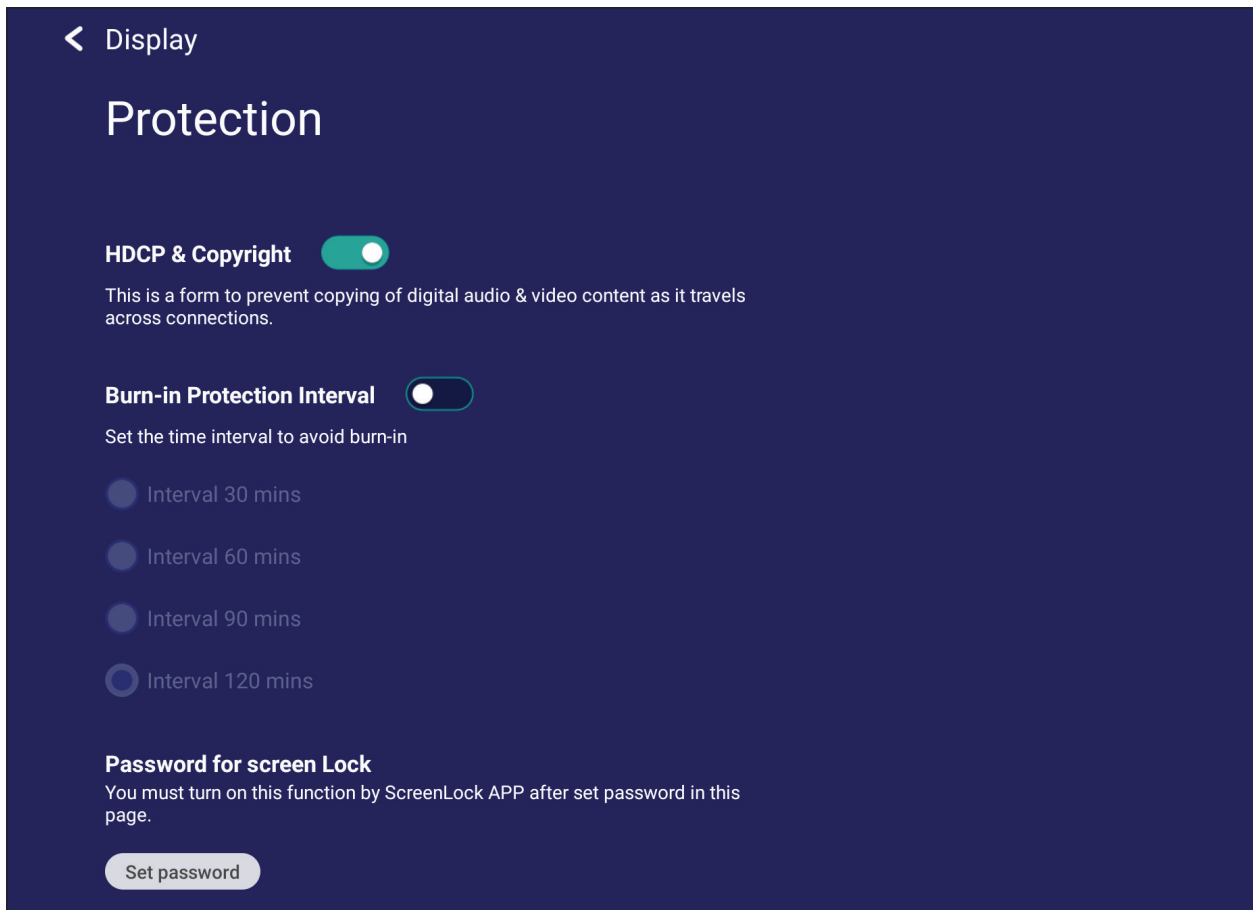 Display
Protection
HDCP & Copyright
This is a form to prevent copying of digital audio & video content as it travels
across connections.
Burn-in Protection Interval
Set the time interval to avoid burn-in
Interval 30 mins
Interval 60 mins
Interval 90 mins
Interval 120 mins
Password for screen Lock
You must turn on this function by ScreenLock APP after set password in this
page.
Set password